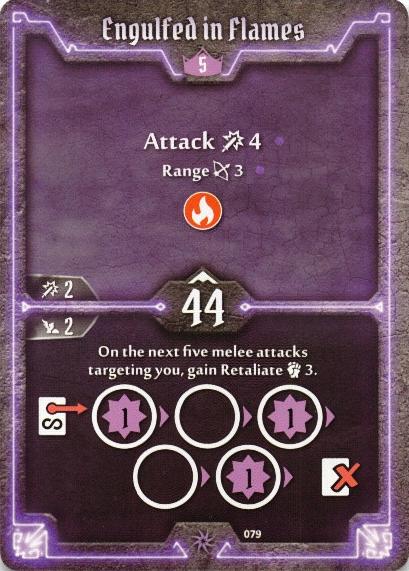 Engulfed in Flames
5
Attack 4
Range 3
2
44
2
On the next five melee attacks
targeting you, gain Retaliate 3.
1
1
1
079